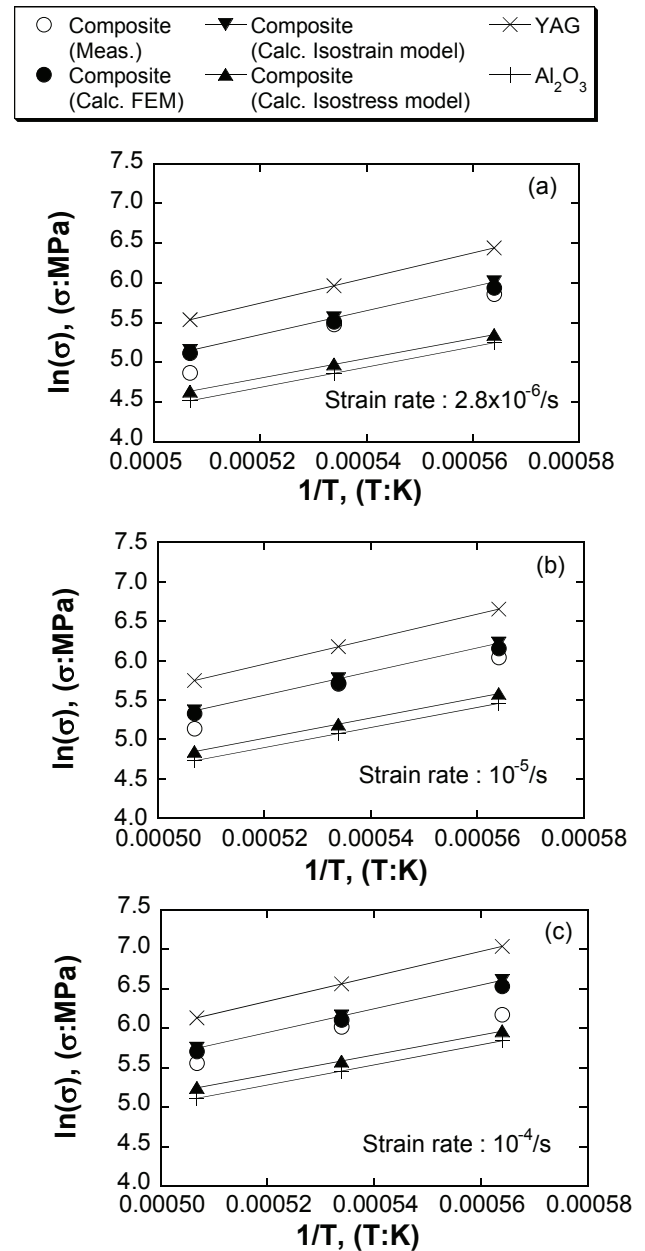 Composite (Meas.)
Composite (Calc. Isostrain model)
YAG
Composite (Calc. FEM)
Composite (Calc. Isostress model)
Al₂O₃
7.5
7.0
6.5
6.0
5.5
5.0
4.5
4.0
ln(σ), (σ:MPa)
(a)
Strain rate : 2.8x10⁻⁶/s
0.0005 0.00052 0.00054 0.00056 0.00058
1/T, (T:K)
7.5
7.0
6.5
6.0
5.5
5.0
4.5
4.0
ln(σ), (σ:MPa)
(b)
Strain rate : 10⁻⁵/s
0.00050 0.00052 0.00054 0.00056 0.00058
1/T, (T:K)
7.5
7.0
6.5
6.0
5.5
5.0
4.5
4.0
ln(σ), (σ:MPa)
(c)
Strain rate : 10⁻⁴/s
0.00050 0.00052 0.00054 0.00056 0.00058
1/T, (T:K)